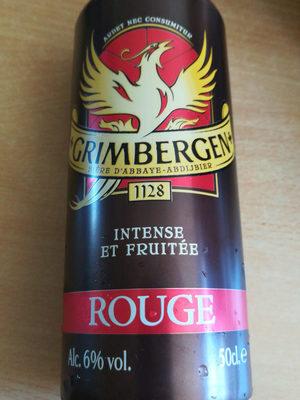 ARDET NEC CONSUMITUR
GRIMBERGEN
BIÈRE D'ABBAYE-ABDIJBIER
1128
INTENSE
ET FRUITÉE
ROUGE
Alc. 6% vol. 50cl. e